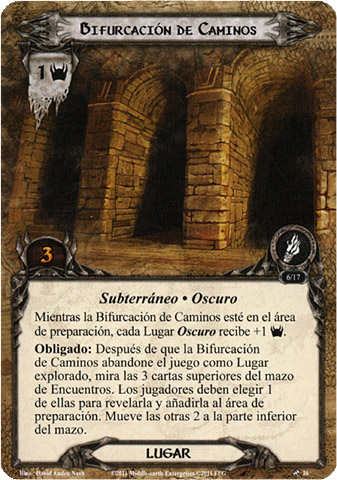 Bifurcación de Caminos
1
3
6/17
Subterráneo • Oscuro
Mientras la Bifurcación de Caminos esté en el área
de preparación, cada Lugar Oscuro recibe +1
Obligado: Después de que la Bifurcación
de Caminos abandone el juego como Lugar
explorado, mira las 3 cartas superiores del mazo
de Encuentros. Los jugadores deben elegir 1
de ellas para revelarla y añadirla al área de
preparación. Mueve las otras 2 a la parte inferior
del mazo.
LUGAR
Ilus. David Auden Nash ©2011 Middle-earth Enterprises ©2011 FFG 36